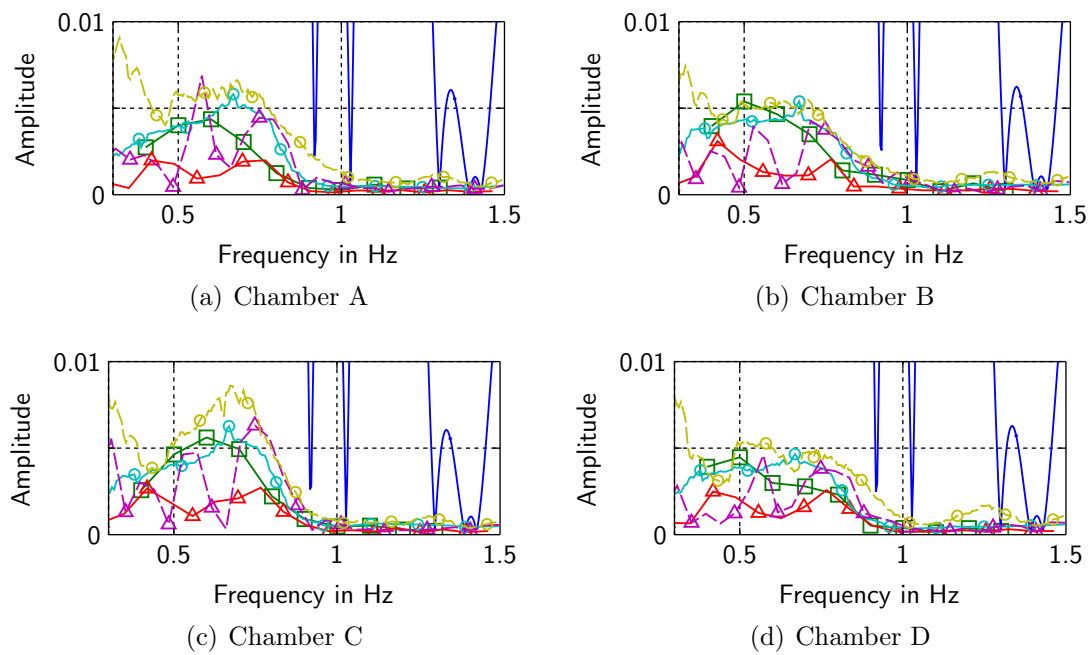 0.01
0.01
Amplitude
Amplitude
0
0
0.5
1
1.5
0.5
1
1.5
Frequency in Hz
Frequency in Hz
(a) Chamber A
(b) Chamber B
0.01
0.01
Amplitude
Amplitude
0
0
0.5
1
1.5
0.5
1
1.5
Frequency in Hz
Frequency in Hz
(c) Chamber C
(d) Chamber D